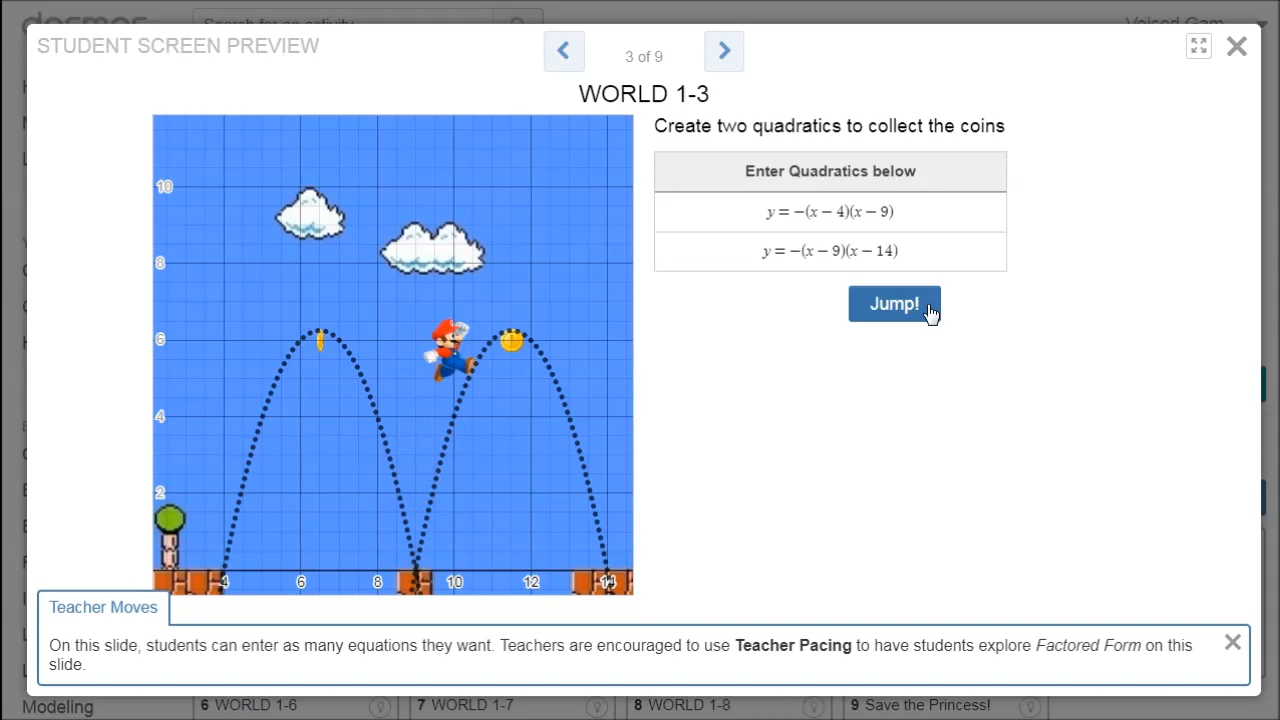 STUDENT SCREEN PREVIEW
3 of 9
WORLD 1-3
Create two quadratics to collect the coins
Enter Quadratics below
y = −(x − 4)(x − 9)
y = −(x − 9)(x − 14)
Jump!
10
8
6
4
2
4 6 8 10 12 14
Teacher Moves
On this slide, students can enter as many equations they want. Teachers are encouraged to use Teacher Pacing to have students explore Factored Form on this
slide.
Modeling
6 WORLD 1-6
7 WORLD 1-7
8 WORLD 1-8
9 Save the Princess!